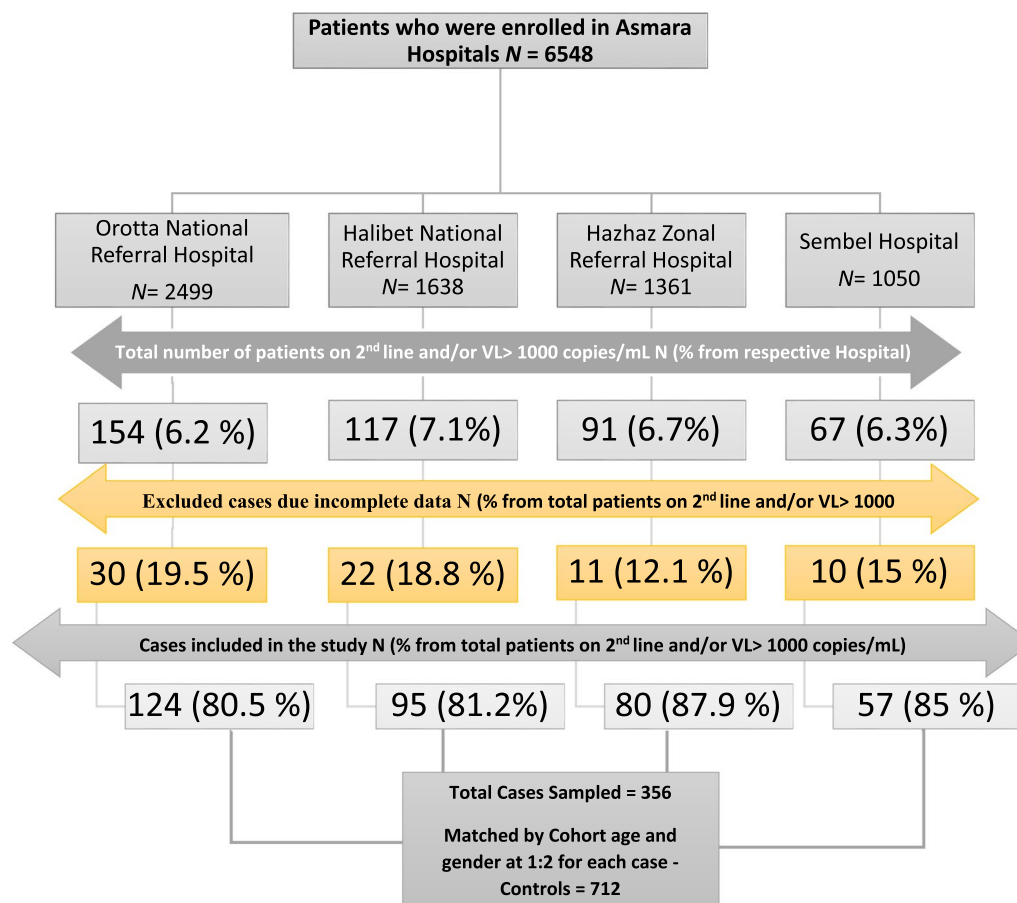 Patients who were enrolled in Asmara
Hospitals N = 6548
Orotta National
Referral Hospital
N= 2499
Halibet National
Referral Hospital
N= 1638
Hazhaz Zonal
Referral Hospital
N= 1361
Sembel Hospital
N= 1050
Total number of patients on 2nd line and/or VL> 1000 copies/mL N (% from respective Hospital)
154 (6.2 %)
117 (7.1%)
91 (6.7%)
67 (6.3%)
Excluded cases due incomplete data N (% from total patients on 2nd line and/or VL> 1000
30 (19.5 %)
22 (18.8 %)
11 (12.1 %)
10 (15 %)
Cases included in the study N (% from total patients on 2nd line and/or VL> 1000 copies/mL)
124 (80.5 %)
95 (81.2%)
80 (87.9 %)
57 (85 %)
Total Cases Sampled = 356
Matched by Cohort age and
gender at 1:2 for each case -
Controls = 712